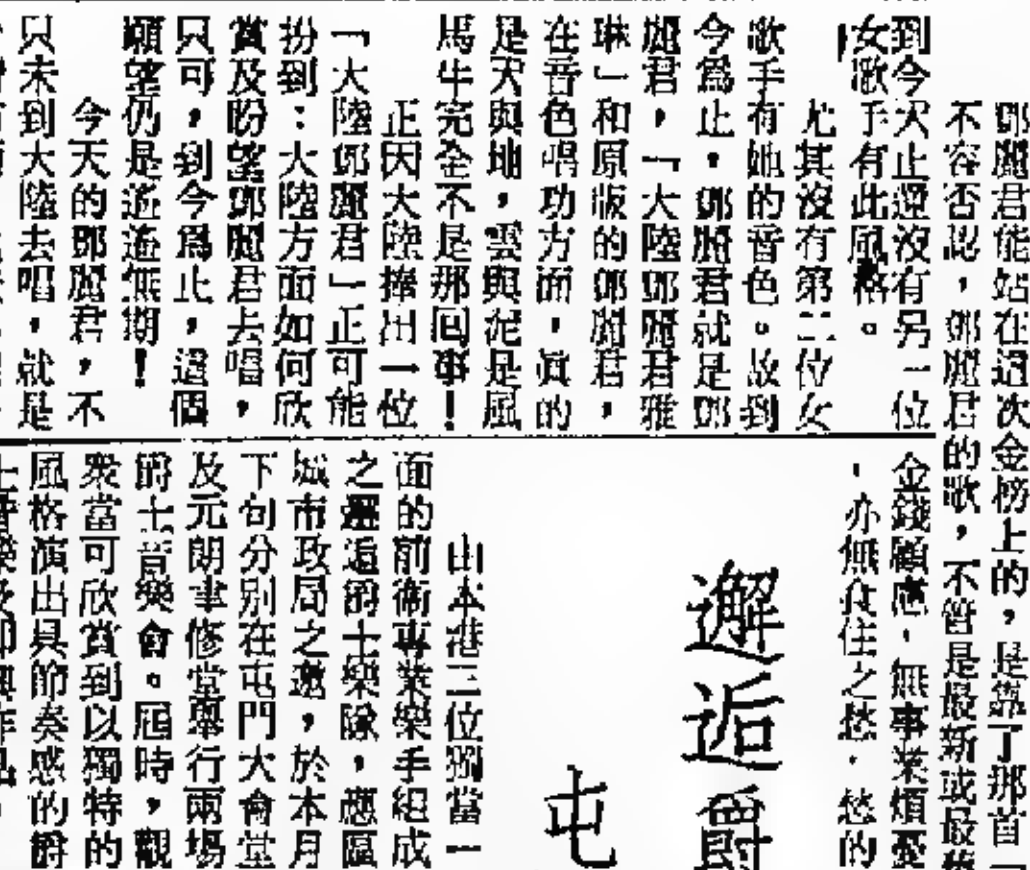 鄧麗君能站在這次金榜上的，是靠了那首
不容否認，鄧麗君的歌，不管是最新或最
到今次止還沒有另一位
女歌手有此風格。
尤其沒有第二位女
歌手有她的音色。故到
今爲止，鄧麗君就是鄧
麗君，「大陸鄧麗君雅
琳」和原版的鄧麗君，
在音色唱功方面，眞的
是天與地，雲與泥是風
馬牛完全不是那回事！
正因大陸捧出一位
「大陸鄧麗君」正可能
扮到：大陸方面如何欣
賞及盼望鄧麗君去唱，
只可，到今爲止，這個
願望仍是遙遙無期！
今天的鄧麗君，不
只未到大陸去唱，就是
金錢顧慮，無事業煩憂
，亦無食住之愁，愁的
邂逅爵
屯
由本港三位獨當一
面的前衞專業樂手組成
之邂逅爵士樂隊，應區
城市政局之邀，於本月
下旬分別在屯門大會堂
及元朗聿修堂舉行兩場
爵士音樂會。屆時，觀
衆當可欣賞到以獨特的
風格演出具節奏感的爵